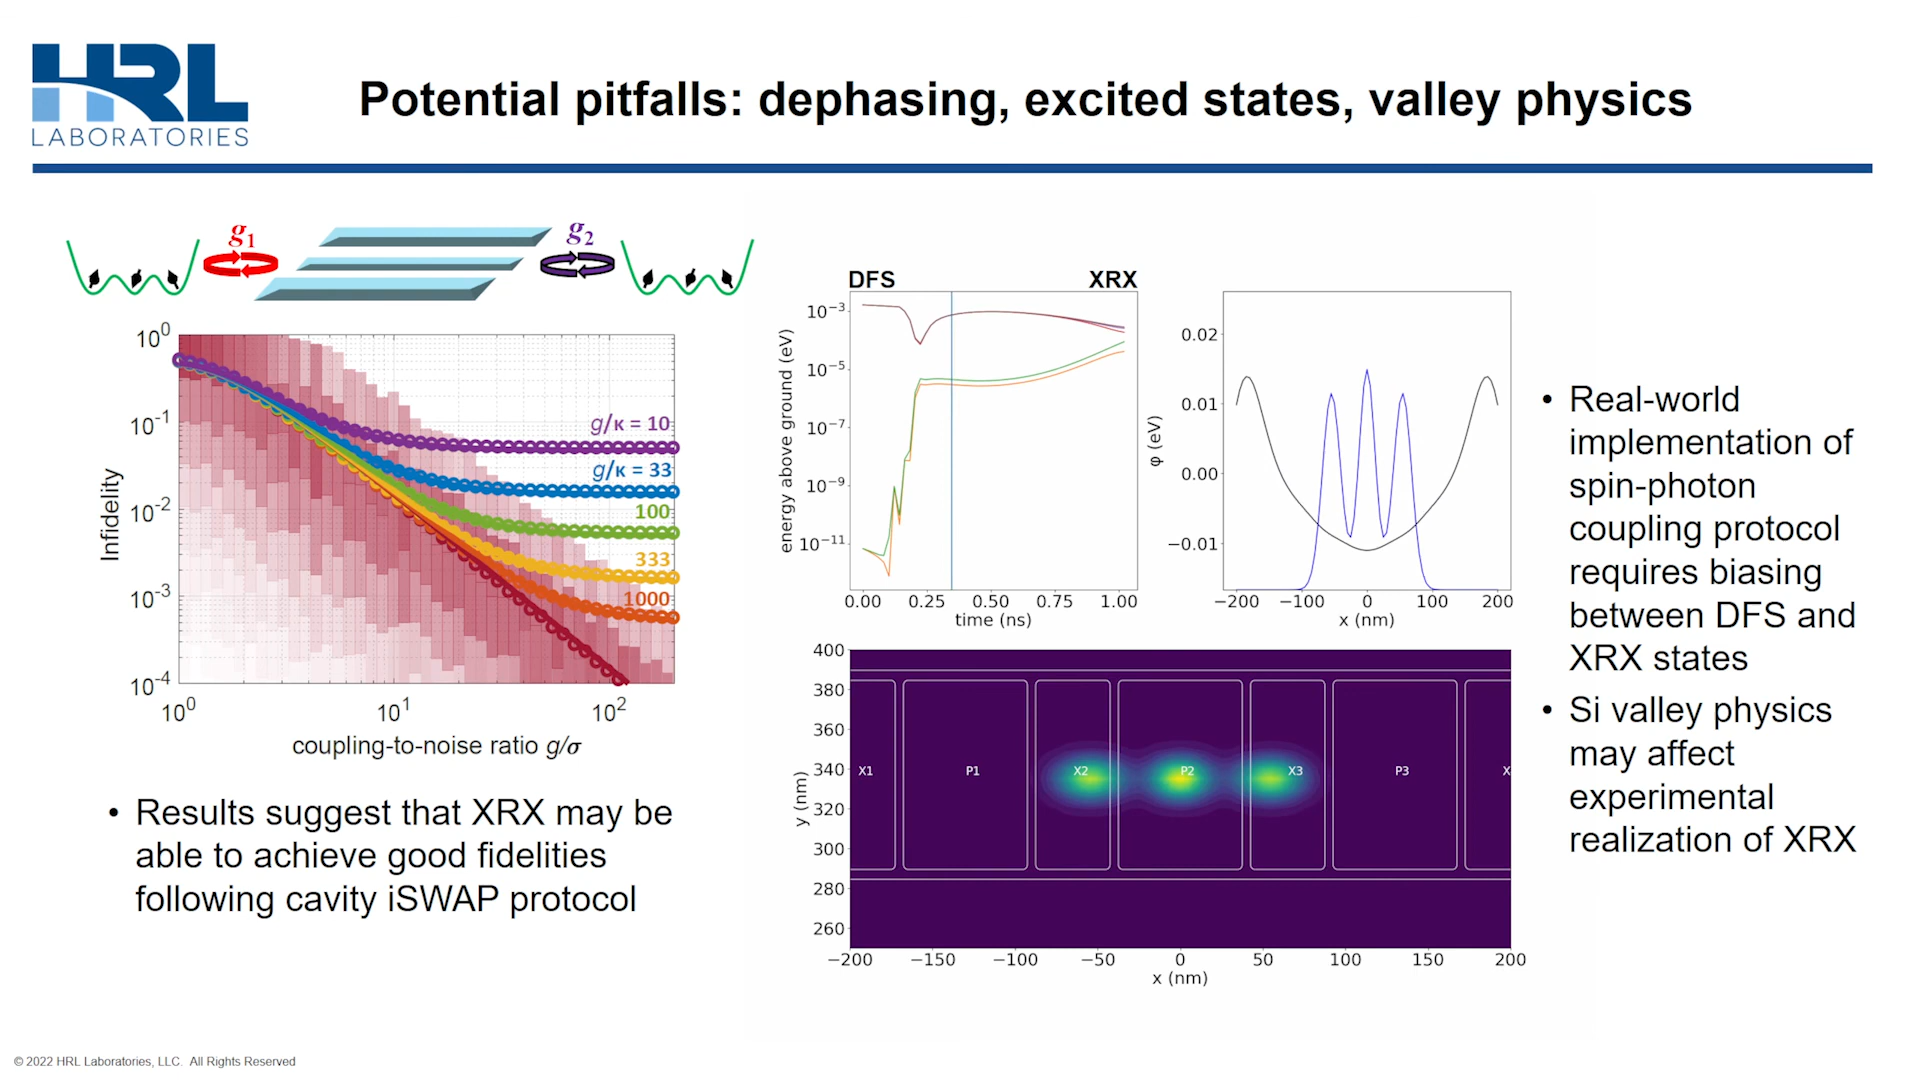 HRL
LABORATORIES
Potential pitfalls: dephasing, excited states, valley physics
g1
g2
10^0
10^-1
10^-2
10^-3
10^-4
Infidelity
g/κ = 10
g/κ = 33
100
333
1000
10^0
10^1
10^2
coupling-to-noise ratio g/σ
• Results suggest that XRX may be
able to achieve good fidelities
following cavity iSWAP protocol
DFS
XRX
10^−3
10^−5
10^−7
10^−9
10^−11
energy above ground (eV)
0.00 0.25 0.50 0.75 1.00
time (ns)
0.02
0.01
0.00
−0.01
φ (eV)
−200 −100 0 100 200
x (nm)
400
380
360
340
320
300
280
260
y (nm)
X1 P1 X2 P2 X3 P3 X
−200 −150 −100 −50 0 50 100 150 200
x (nm)
• Real-world
implementation of
spin-photon
coupling protocol
requires biasing
between DFS and
XRX states
• Si valley physics
may affect
experimental
realization of XRX
© 2022 HRL Laboratories, LLC. All Rights Reserved